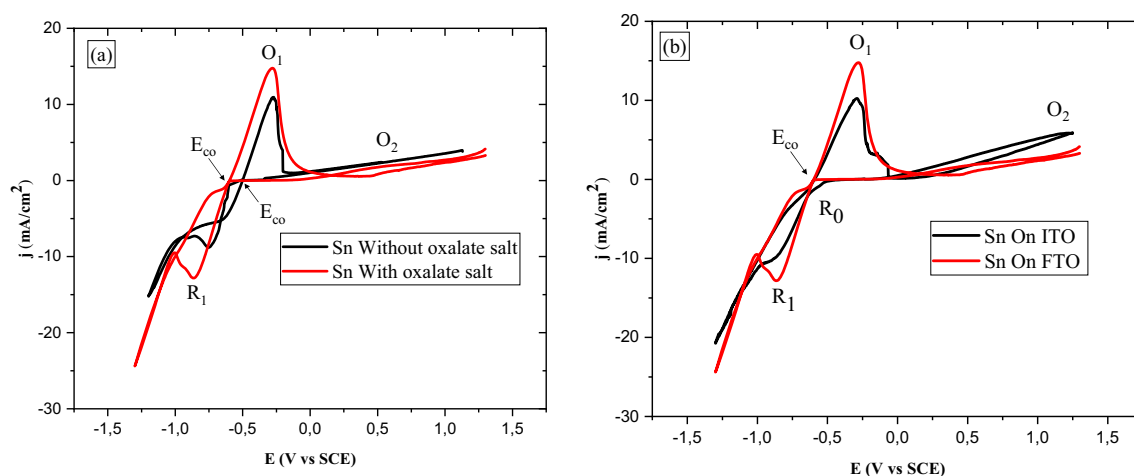 (a)
O1
O2
Eco
Eco
R1
Sn Without oxalate salt
Sn With oxalate salt
20
10
0
-10
-20
-30
j (mA/cm2)
-1,5 -1,0 -0,5 0,0 0,5 1,0 1,5
E (V vs SCE)
(b)
O1
O2
Eco
R0
R1
Sn On ITO
Sn On FTO
20
10
0
-10
-20
-30
j (mA/cm2)
-1,5 -1,0 -0,5 0,0 0,5 1,0 1,5
E (V vs SCE)